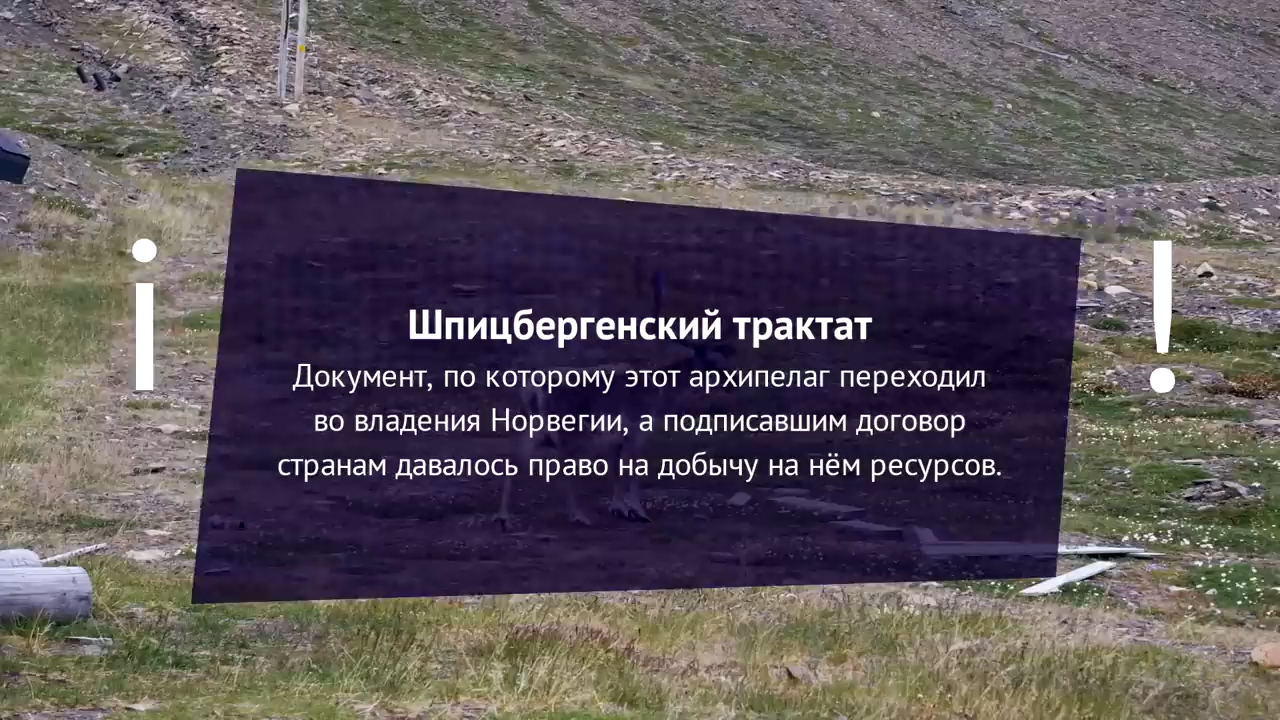 Шпицбергенский трактат
Документ, по которому этот архипелаг переходил
во владения Норвегии, а подписавшим договор
странам давалось право на добычу на нём ресурсов.
¡ !